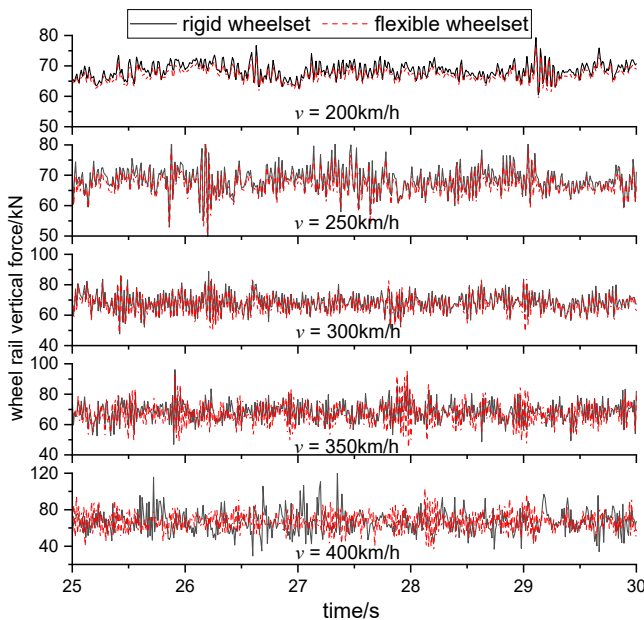 rigid wheelset flexible wheelset
wheel rail vertical force/kN
80
70
60
50
v = 200km/h
80
70
60
50
v = 250km/h
100
80
60
40
v = 300km/h
100
80
60
40
v = 350km/h
120
80
40
v = 400km/h
25 26 27 28 29 30
time/s